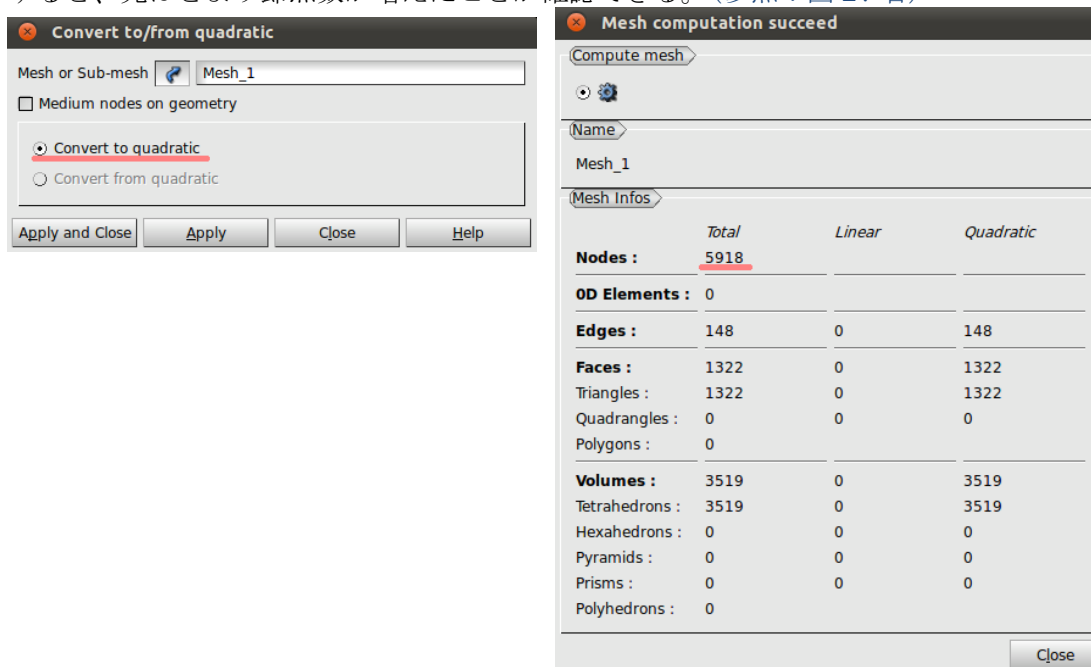 Convert to/from quadratic
Mesh or Sub-mesh Mesh_1
Medium nodes on geometry
Convert to quadratic
Convert from quadratic
Apply and Close Apply Close Help
Mesh computation succeed
Compute mesh
Name
Mesh_1
Mesh Infos
Total Linear Quadratic
Nodes : 5918
0D Elements : 0
Edges : 148 0 148
Faces : 1322 0 1322
Triangles : 1322 0 1322
Quadrangles : 0 0 0
Polygons : 0
Volumes : 3519 0 3519
Tetrahedrons : 3519 0 3519
Hexahedrons : 0 0 0
Pyramids : 0 0 0
Prisms : 0 0 0
Polyhedrons : 0
Close